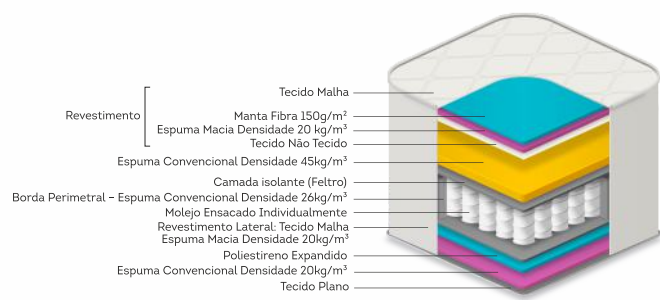 Tecido Malha
Revestimento
Manta Fibra 150g/m²
Espuma Macia Densidade 20 kg/m³
Tecido Não Tecido
Espuma Convencional Densidade 45kg/m³
Camada isolante (Feltro)
Borda Perimetral – Espuma Convencional Densidade 26kg/m³
Molejo Ensacado Individualmente
Revestimento Lateral: Tecido Malha
Espuma Macia Densidade 20kg/m³
Poliestireno Expandido
Espuma Convencional Densidade 20kg/m³
Tecido Plano